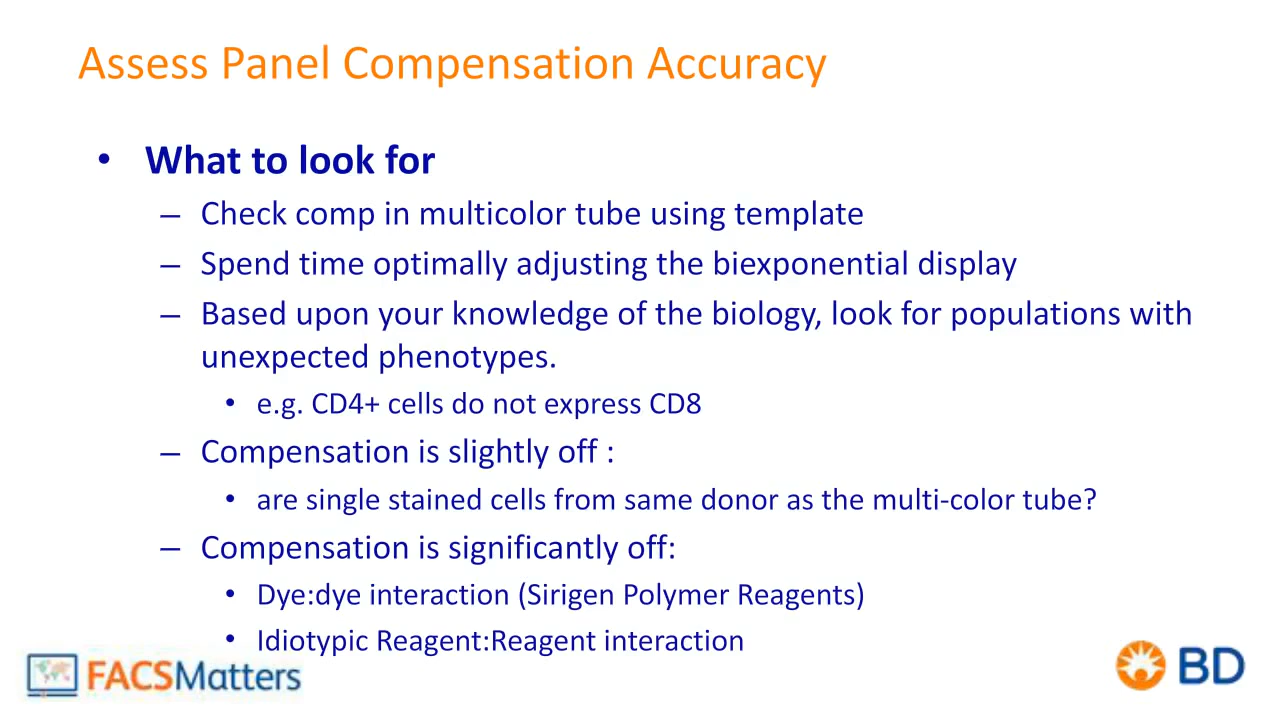 Assess Panel Compensation Accuracy
• What to look for
– Check comp in multicolor tube using template
– Spend time optimally adjusting the biexponential display
– Based upon your knowledge of the biology, look for populations with
unexpected phenotypes.
• e.g. CD4+ cells do not express CD8
– Compensation is slightly off :
• are single stained cells from same donor as the multi-color tube?
– Compensation is significantly off:
• Dye:dye interaction (Sirigen Polymer Reagents)
• Idiotypic Reagent:Reagent interaction
FACSMatters
BD